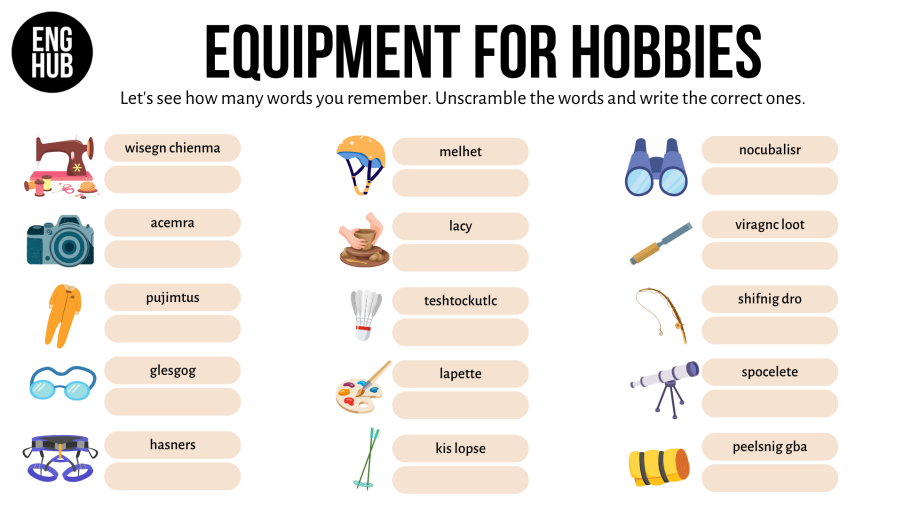 ENG
HUB
EQUIPMENT FOR HOBBIES
Let's see how many words you remember. Unscramble the words and write the correct ones.
wisegn chienma
acemra
pujimtus
glesgog
hasners
melhet
lacy
teshtockutlc
lapette
kis lopse
nocubalisr
viragnc loot
shifnig dro
spocelete
peelsnig gba